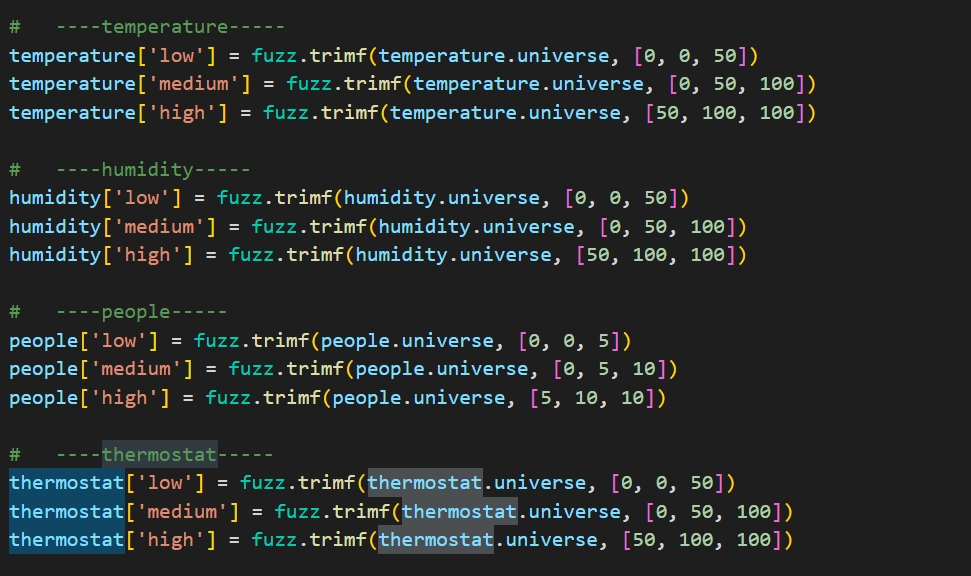 #   ----temperature-----
temperature['low'] = fuzz.trimf(temperature.universe, [0, 0, 50])
temperature['medium'] = fuzz.trimf(temperature.universe, [0, 50, 100])
temperature['high'] = fuzz.trimf(temperature.universe, [50, 100, 100])
#   ----humidity-----
humidity['low'] = fuzz.trimf(humidity.universe, [0, 0, 50])
humidity['medium'] = fuzz.trimf(humidity.universe, [0, 50, 100])
humidity['high'] = fuzz.trimf(humidity.universe, [50, 100, 100])
#   ----people-----
people['low'] = fuzz.trimf(people.universe, [0, 0, 5])
people['medium'] = fuzz.trimf(people.universe, [0, 5, 10])
people['high'] = fuzz.trimf(people.universe, [5, 10, 10])
#   ----thermostat-----
thermostat['low'] = fuzz.trimf(thermostat.universe, [0, 0, 50])
thermostat['medium'] = fuzz.trimf(thermostat.universe, [0, 50, 100])
thermostat['high'] = fuzz.trimf(thermostat.universe, [50, 100, 100])